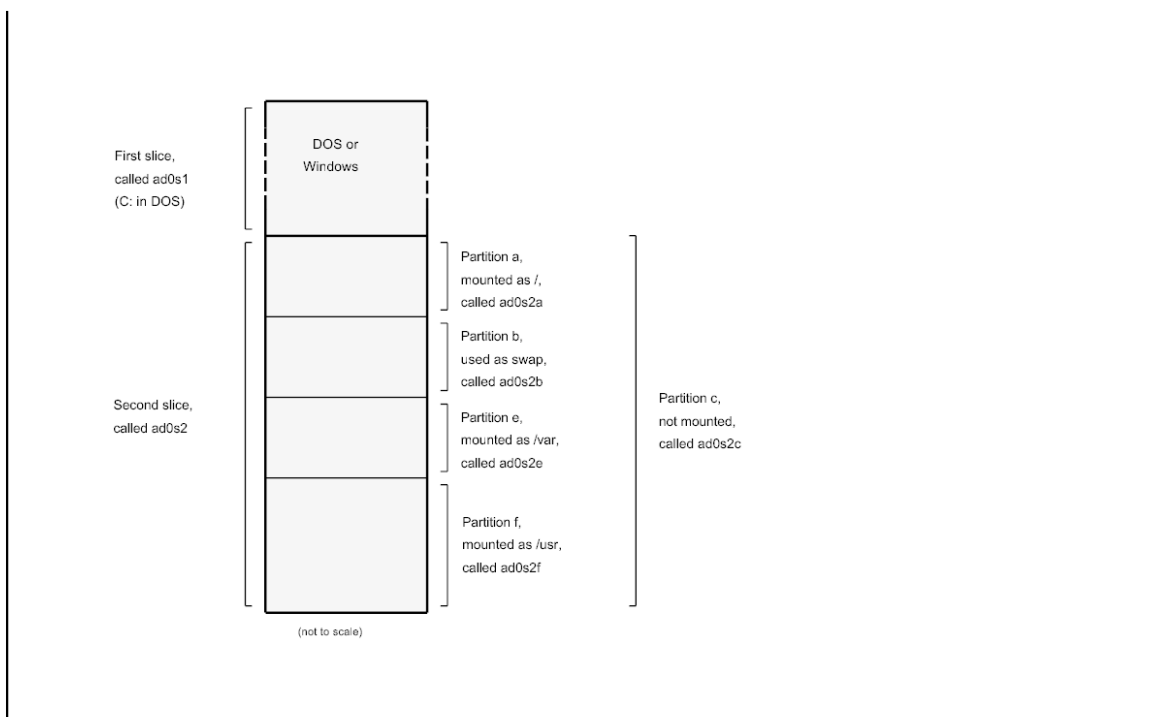 DOS or
Windows
First slice,
called ad0s1
(C: in DOS)
Partition a,
mounted as /,
called ad0s2a
Partition b,
used as swap,
called ad0s2b
Second slice,
called ad0s2
Partition e,
mounted as /var,
called ad0s2e
Partition c,
not mounted,
called ad0s2c
Partition f,
mounted as /usr,
called ad0s2f
(not to scale)